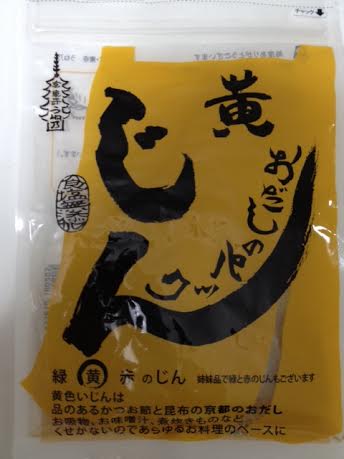 チャック
黄
じん
おだしのパック
緑 黄 赤のじん 姉妹品で緑と赤のじんもございます
黄色いじんは
品のあるかつお節と昆布の京都のおだし
お吸物、お味噌汁、煮炊きものなど
くせがないのであらゆるお料理のベースに